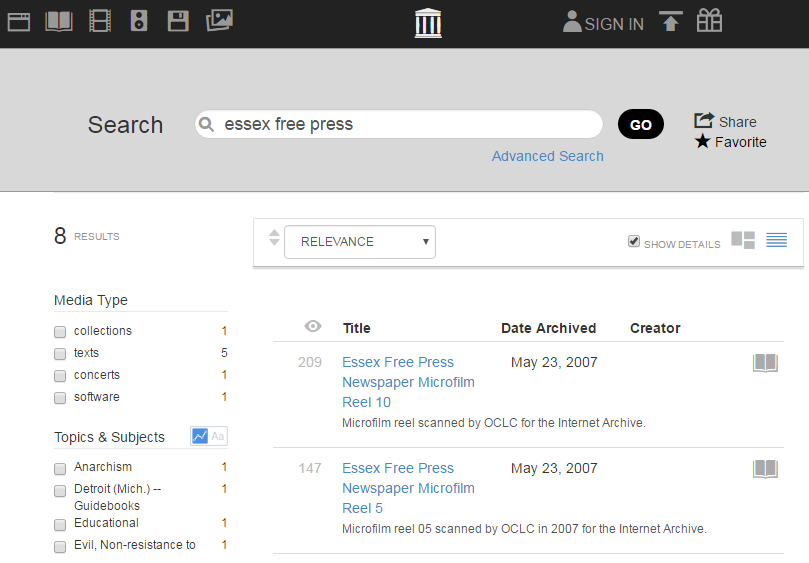 SIGN IN
Search
essex free press
GO
Share
Favorite
Advanced Search
8 RESULTS
RELEVANCE
SHOW DETAILS
Media Type
collections 1
texts 5
concerts 1
software 1
Topics & Subjects
Aa
Anarchism 1
Detroit (Mich.) -- 1
Guidebooks
Educational 1
Evil, Non-resistance to 1
Title Date Archived Creator
209 Essex Free Press May 23, 2007
Newspaper Microfilm
Reel 10
Microfilm reel scanned by OCLC for the Internet Archive.
147 Essex Free Press May 23, 2007
Newspaper Microfilm
Reel 5
Microfilm reel 05 scanned by OCLC in 2007 for the Internet Archive.